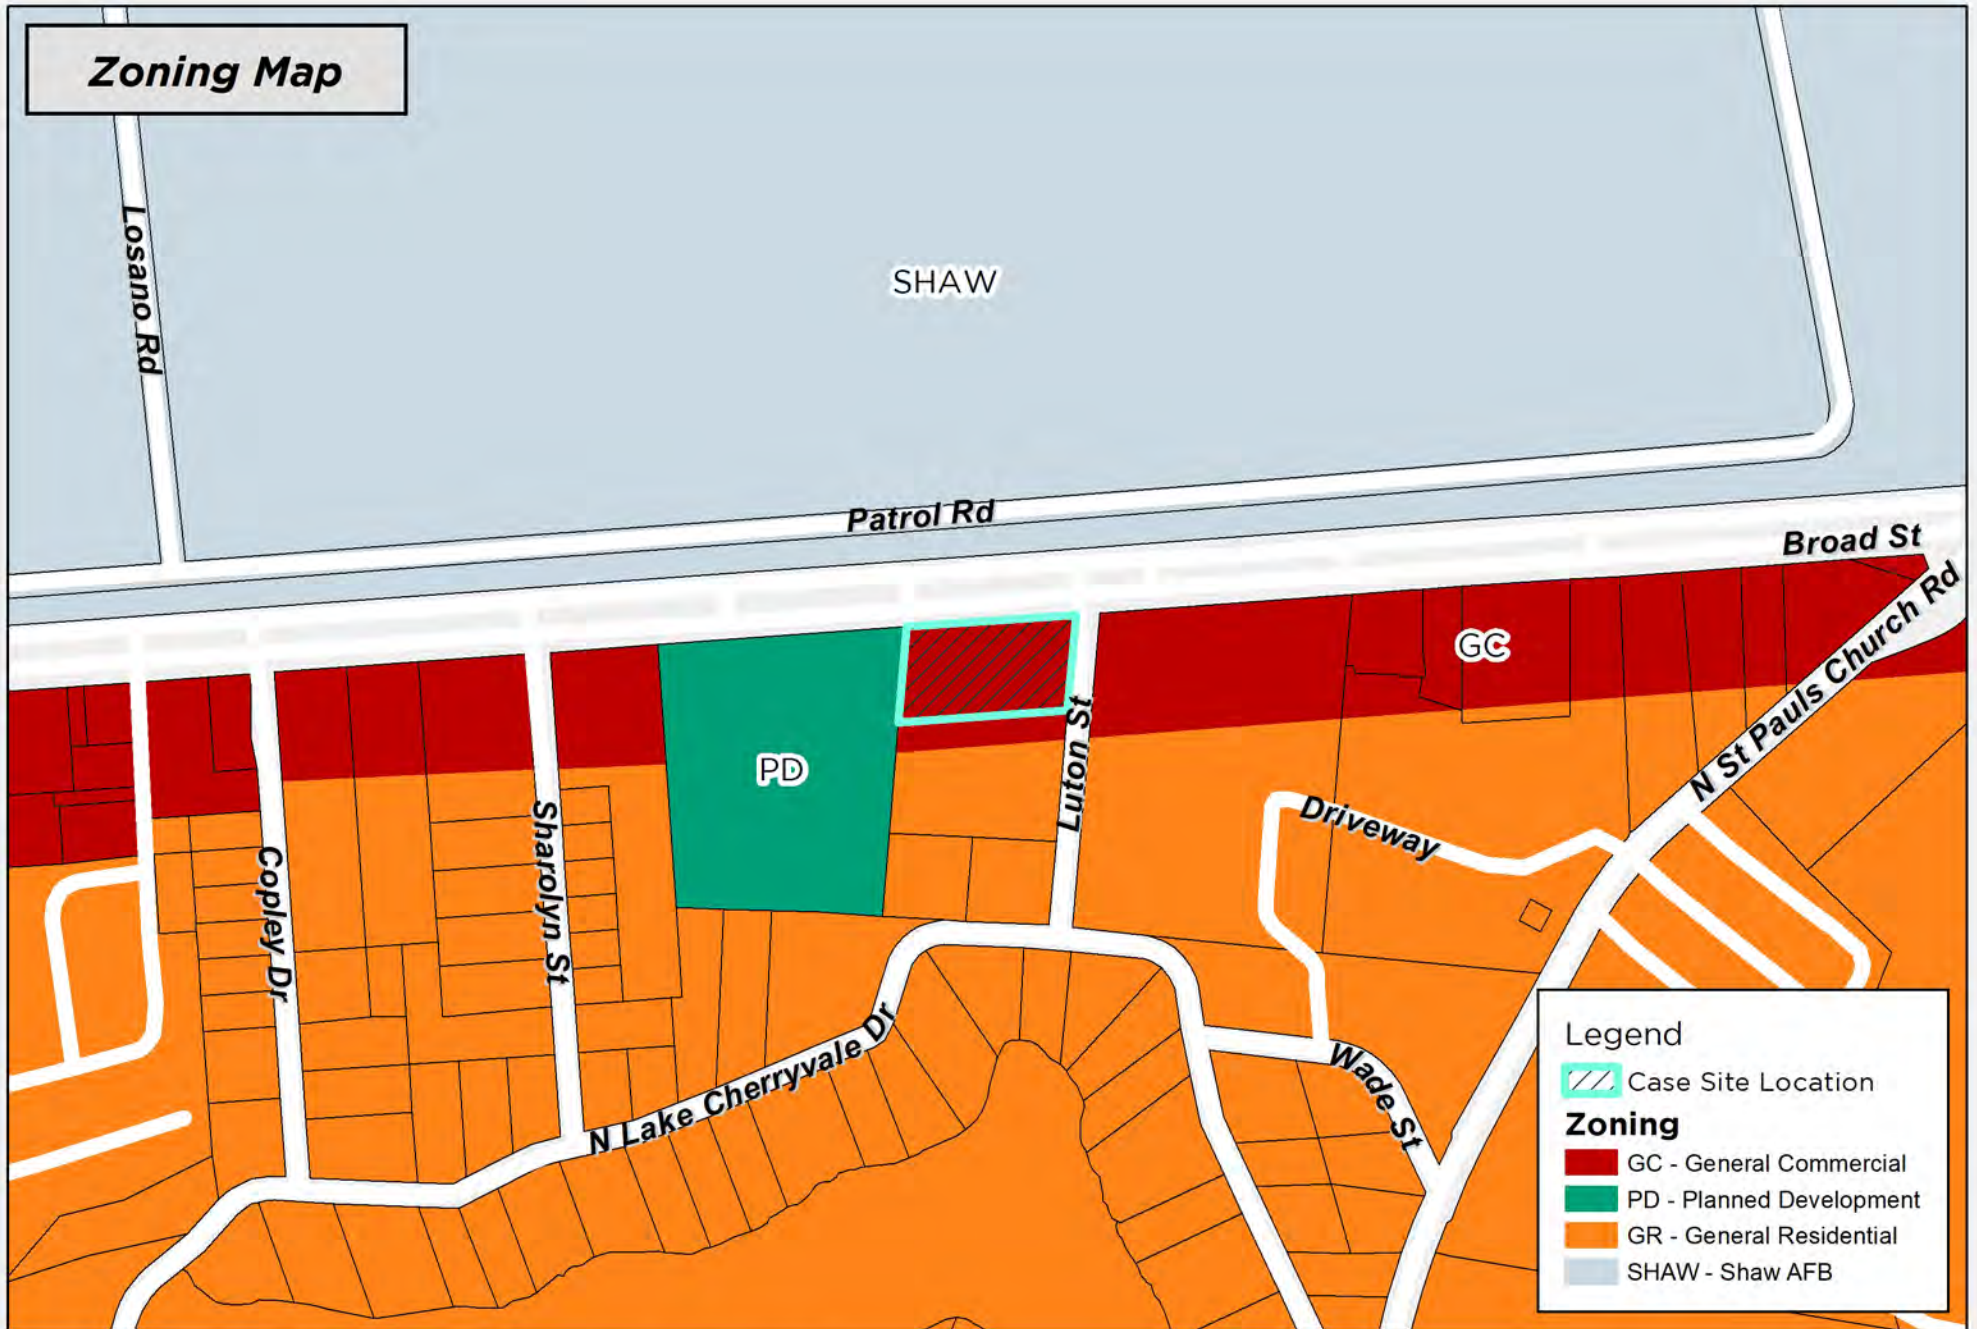 Zoning Map
Losano Rd
SHAW
Patrol Rd
Broad St
GC
N St Pauls Church Rd
PD
Luton St
Driveway
Sharolyn St
Copley Dr
N Lake Cherryvale Dr
Wade St
Legend
Case Site Location
Zoning
GC - General Commercial
PD - Planned Development
GR - General Residential
SHAW - Shaw AFB